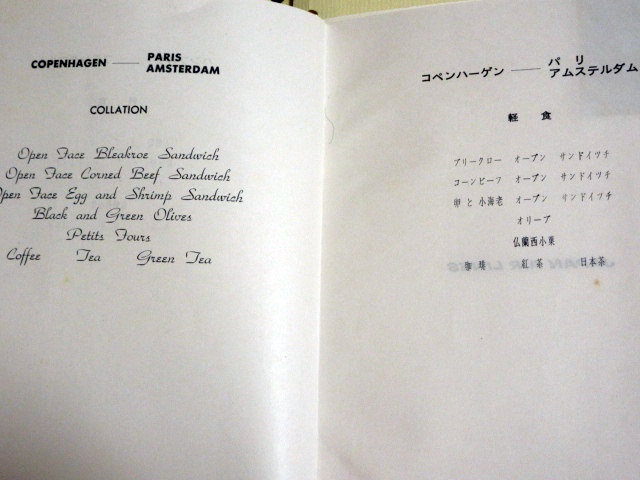 COPENHAGEN — PARIS
AMSTERDAM
COLLATION
Open Face Bleakroe Sandwich
Open Face Corned Beef Sandwich
Open Face Egg and Shrimp Sandwich
Black and Green Olives
Petits Fours
Coffee Tea Green Tea
コペンハーゲン — パリ
アムステルダム
軽食
ブリークロー オープン サンドイツチ
コーンビーフ オープン サンドイツチ
卵と小海老 オープン サンドイツチ
オリーブ
仏蘭西小菓
珈琲 紅茶 日本茶